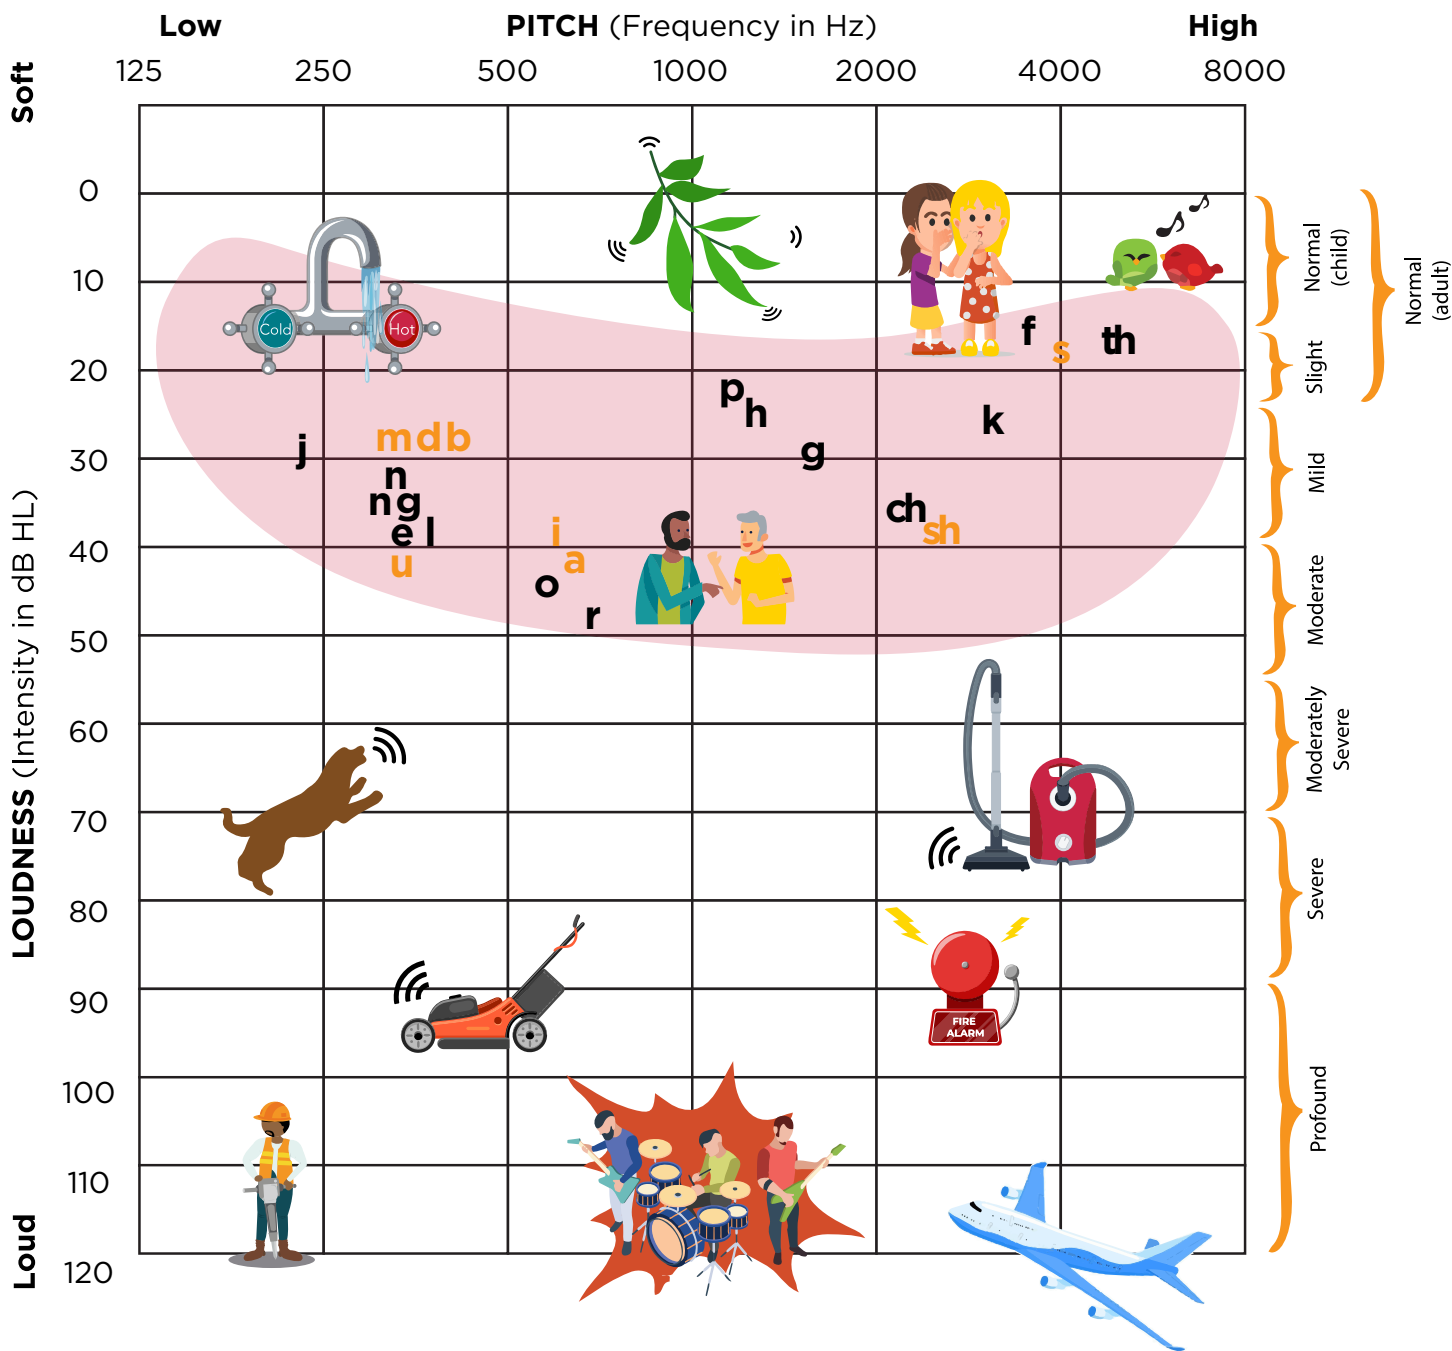 Low PITCH (Frequency in Hz) High
125 250 500 1000 2000 4000 8000
Soft
LOUDNESS (Intensity in dB HL)
Loud
0
10
20
30
40
50
60
70
80
90
100
110
120
Cold
Hot
f
s
th
p
h
k
j
m d b
g
n
ng
ch
e l
i
sh
u
a
o
r
FIRE
ALARM
Normal
(child)
Normal
(adult)
Slight
Mild
Moderate
Moderately
Severe
Severe
Profound